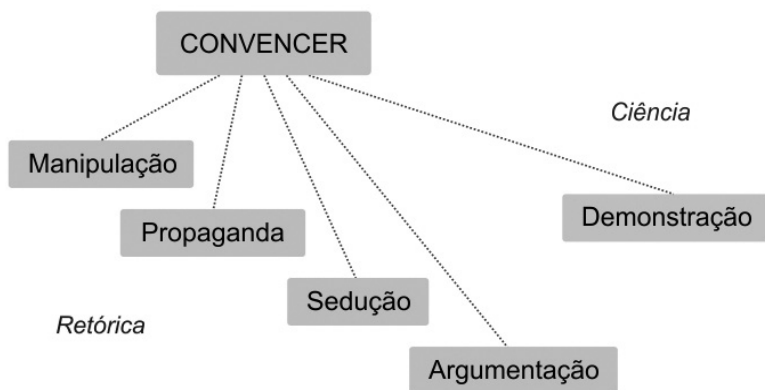 CONVENCER
Ciência
Manipulação
Demonstração
Propaganda
Sedução
Retórica
Argumentação